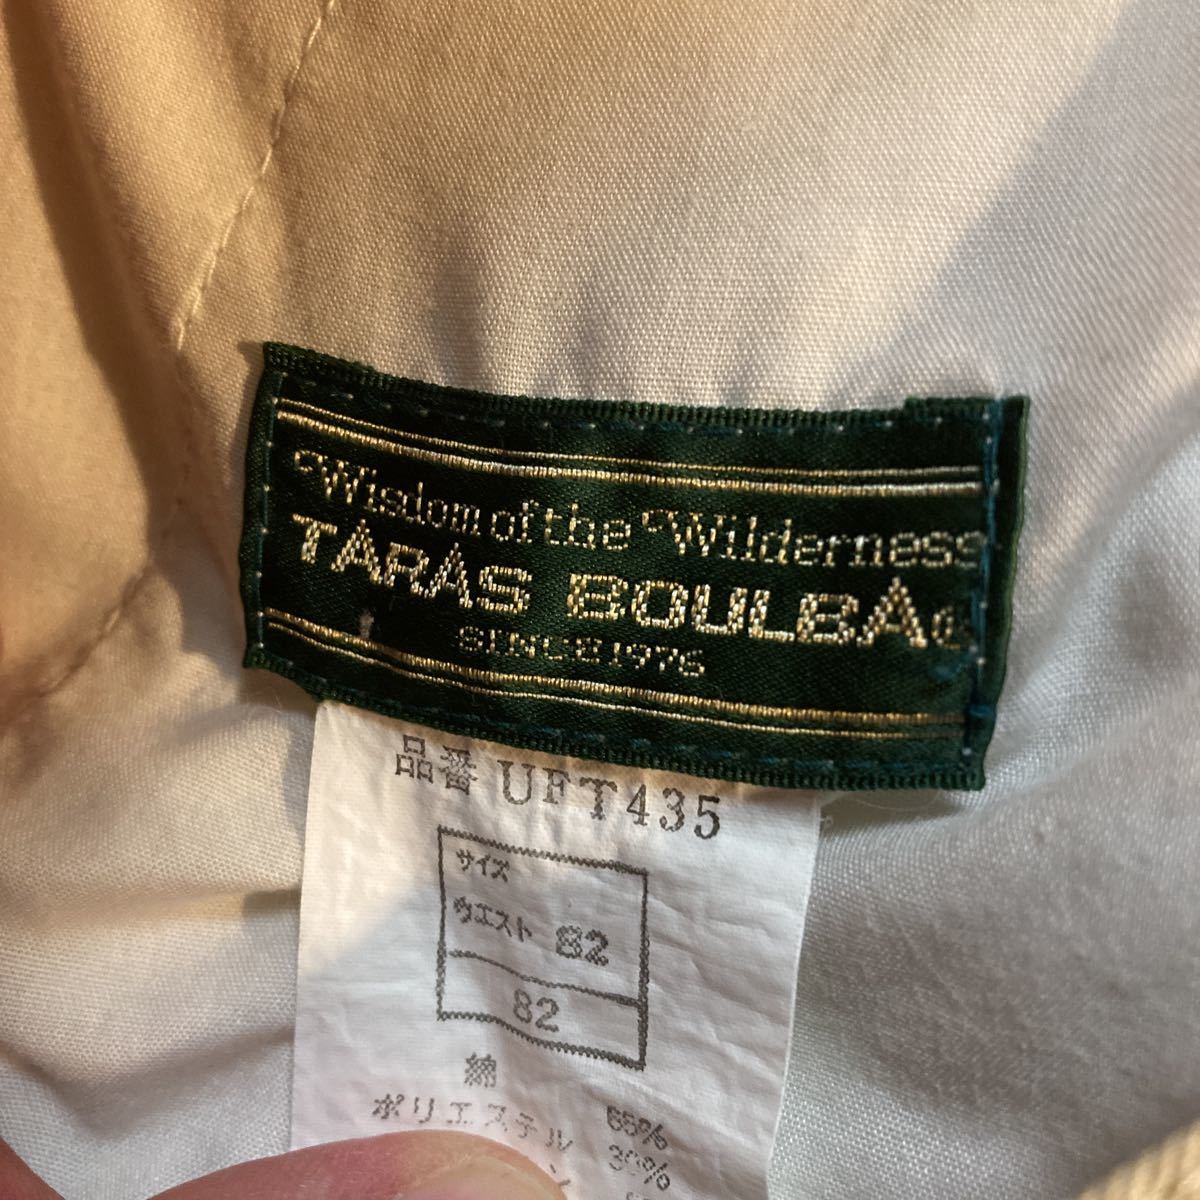 Wisdom of the Wilderness
TARAS BOULBA
SINCE 1976
品番 UFT435
サイズ
ウエスト 82
82
綿 65%
ポリエステル 30%